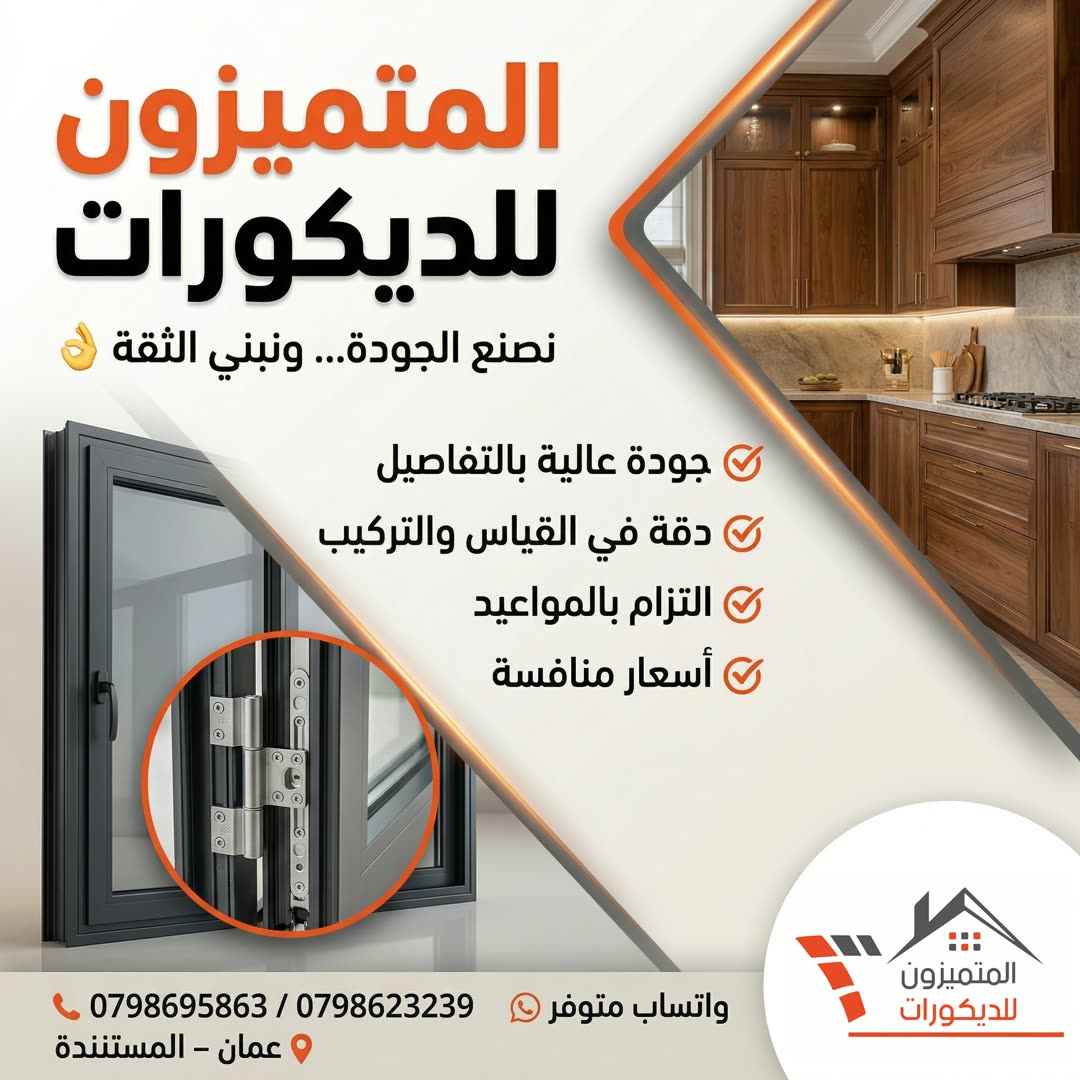 المتميزون
للديكورات
نصنع الجودة... ونبني الثقة 👌
جودة عالية بالتفاصيل
دقة في القياس والتركيب
التزام بالمواعيد
أسعار منافسة
0798695863 / 0798623239
واتساب متوفر
عمان – المستنندة
المتميزون
للديكورات